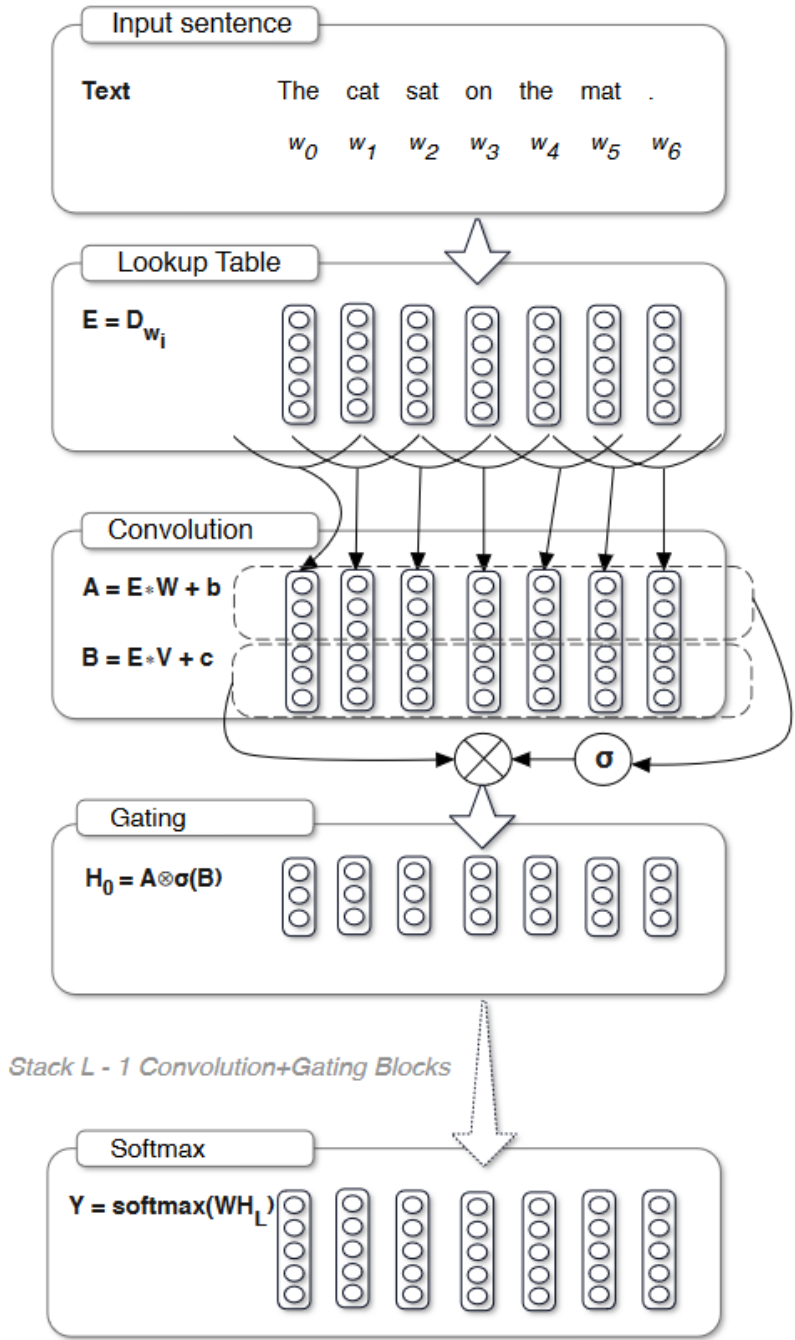 Input sentence
Text The cat sat on the mat .
w0 w1 w2 w3 w4 w5 w6
Lookup Table
E = Dwi
Convolution
A = E*W + b
B = E*V + c
σ
Gating
H0 = A⊗σ(B)
Stack L - 1 Convolution+Gating Blocks
Softmax
Y = softmax(WHL)